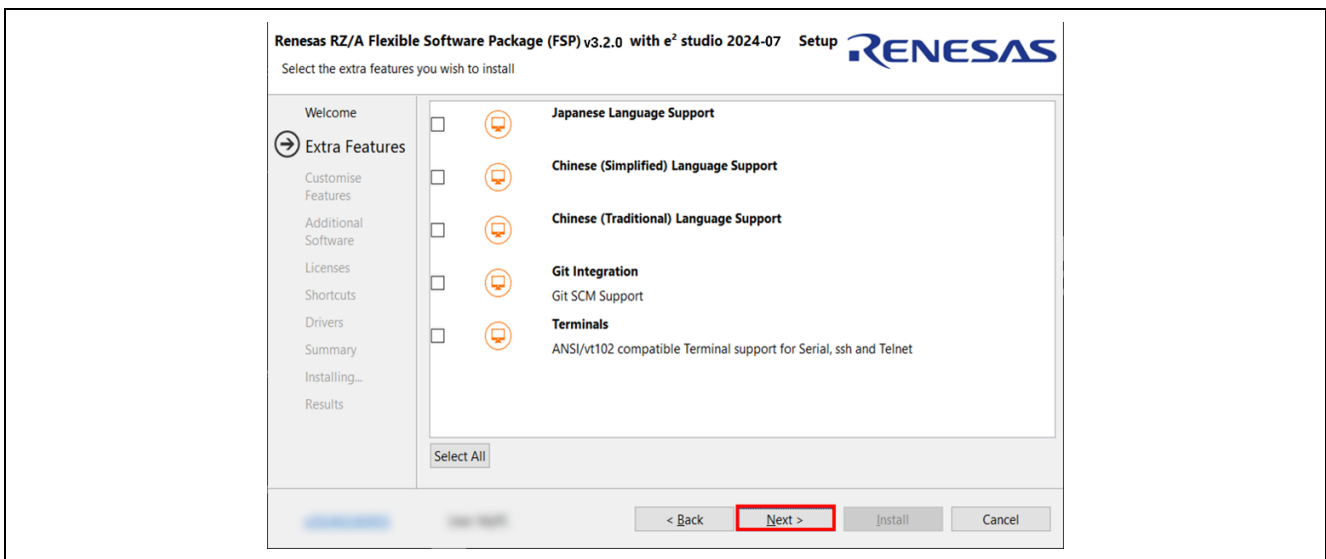 Renesas RZ/A Flexible Software Package (FSP) v3.2.0 with e² studio 2024-07 Setup
RENESAS
Select the extra features you wish to install
Welcome
Extra Features
Customise
Features
Additional
Software
Licenses
Shortcuts
Drivers
Summary
Installing...
Results
Japanese Language Support
Chinese (Simplified) Language Support
Chinese (Traditional) Language Support
Git Integration
Git SCM Support
Terminals
ANSI/vt102 compatible Terminal support for Serial, ssh and Telnet
Select All
< Back Next > Install Cancel